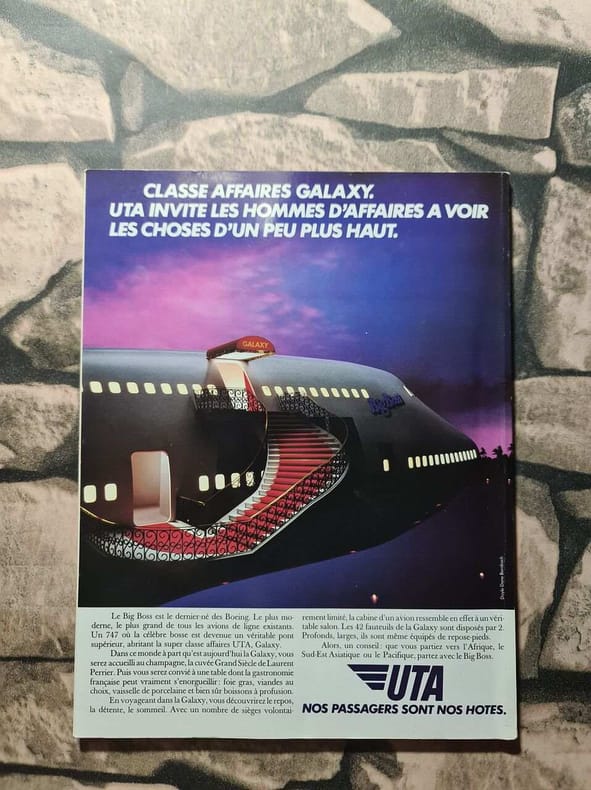 CLASSE AFFAIRES GALAXY.
UTA INVITE LES HOMMES D'AFFAIRES A VOIR
LES CHOSES D'UN PEU PLUS HAUT.
GALAXY
Big Boss
Le Big Boss est le dernier-né des Boeing. Le plus mo-
derne, le plus grand de tous les avions de ligne existants.
Un 747 où la célèbre bosse est devenue un véritable pont
supérieur, abritant la super classe affaires UTA, Galaxy.
Dans ce monde à part qu'est aujourd'hui la Galaxy, vous
serez accueilli au champagne, la cuvée Grand Siècle de Laurent
Perrier. Puis vous serez convié à une table dont la gastronomie
française peut vraiment s'enorgueillir: foie gras, viandes au
choix, vaisselle de porcelaine et bien sûr boissons à profusion.
En voyageant dans la Galaxy, vous découvrirez le repos,
la détente, le sommeil. Avec un nombre de sièges volontai-
rement limité, la cabine d'un avion ressemble en effet à un véri-
table salon. Les 42 fauteuils de la Galaxy sont disposés par 2.
Profonds, larges, ils sont même équipés de repose-pieds.
Alors, un conseil: que vous partiez vers l'Afrique, le
Sud-Est Asiatique ou le Pacifique, partez avec le Big Boss.
UTA
NOS PASSAGERS SONT NOS HOTES.